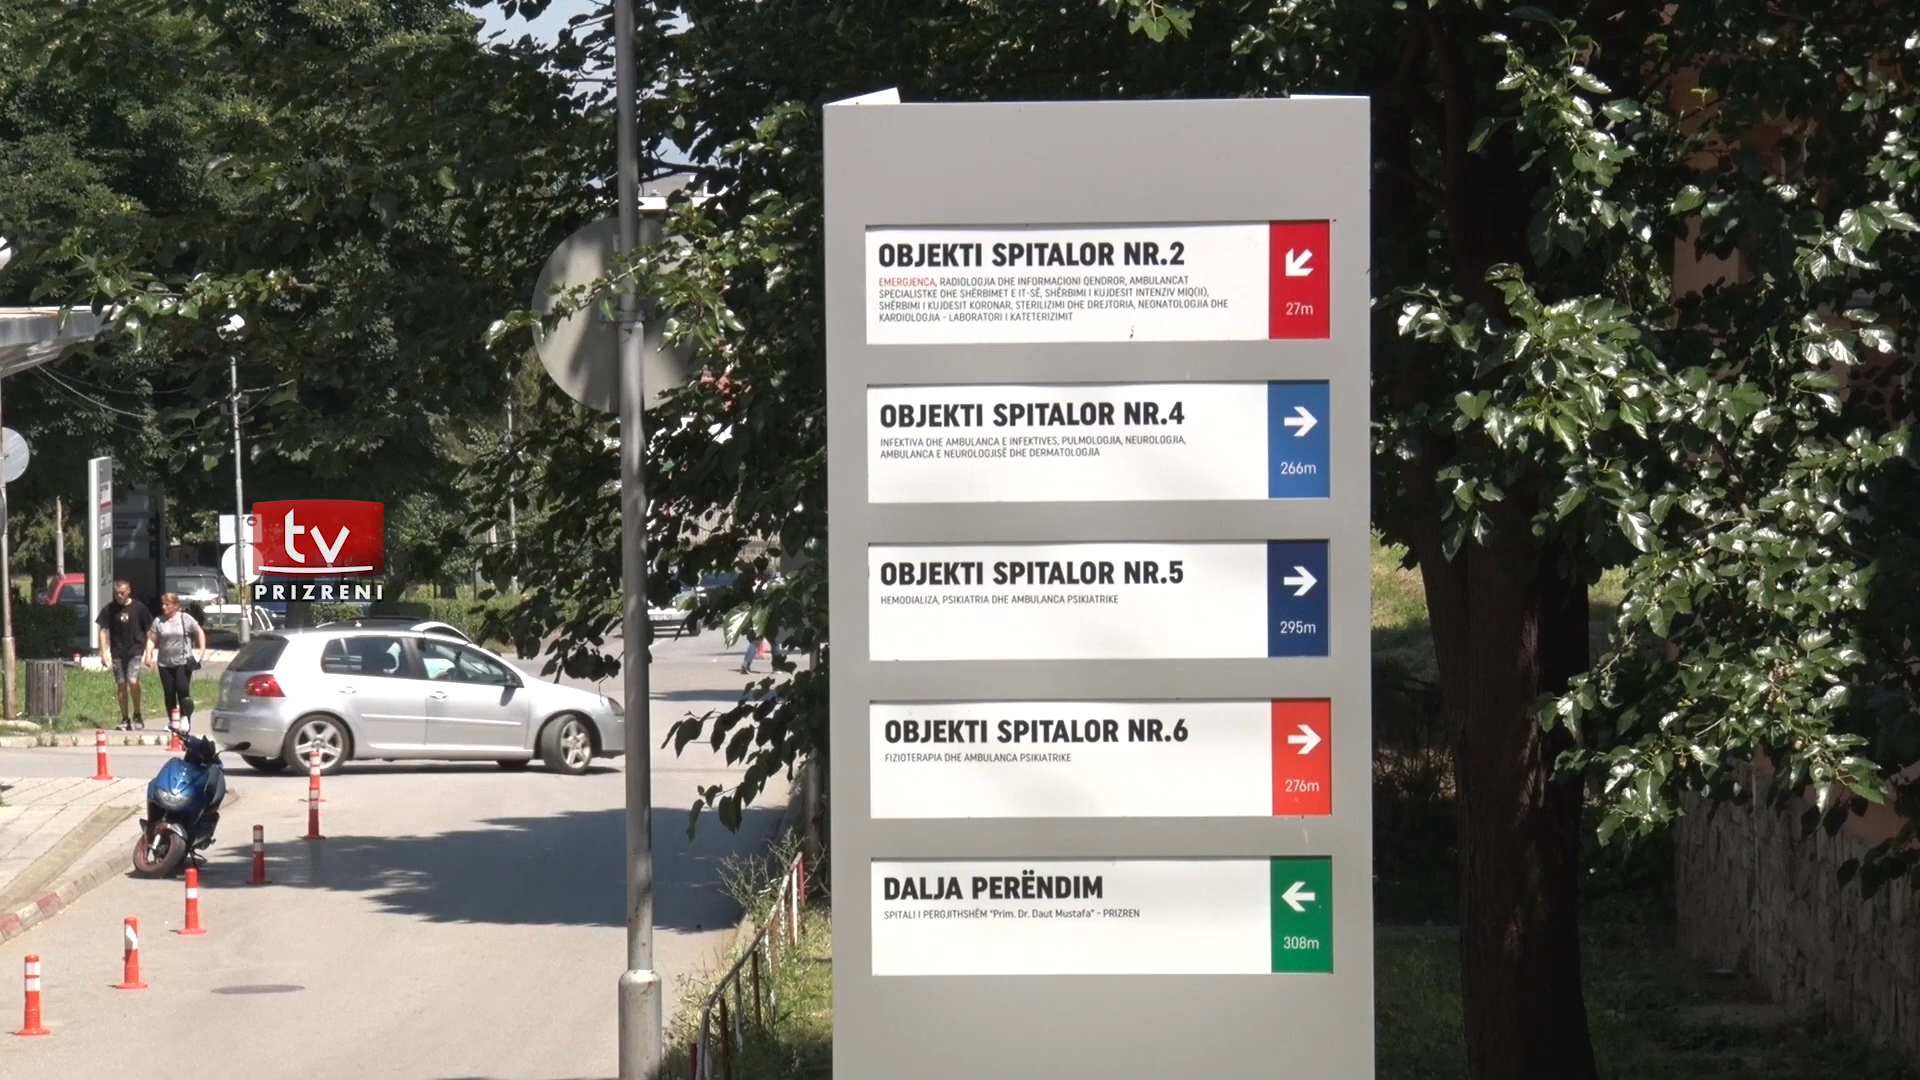 OBJEKTI SPITALOR NR.2
EMERGJENCA, RADIOLOGJIA DHE INFORMACIONI QENDROR, AMBULANCAT
SPECIALISTKE DHE SHËRBIMET E IT-SË, SHËRBIMI I KUJDESIT INTENZIV MIQ(II),
SHËRBIMI I KUJDESIT KORONAR, STERILIZIMI DHE DREJTORIA, NEONATOLOGJIA DHE
KARDIOLOGJIA - LABORATORI I KATETERIZIMIT
27m
OBJEKTI SPITALOR NR.4
INFEKTIVA DHE AMBULANCA E INFEKTIVES, PULMOLOGJIA, NEUROLOGJIA,
AMBULANCA E NEUROLOGJISË DHE DERMATOLOGJIA
266m
OBJEKTI SPITALOR NR.5
HEMODIALIZA, PSIKIATRIA DHE AMBULANCA PSIKIATRIKE
295m
OBJEKTI SPITALOR NR.6
FIZIOTERAPIA DHE AMBULANCA PSIKIATRIKE
276m
DALJA PERËNDIM
SPITALI I PERGJITHSHËM "Prim. Dr. Daut Mustafa" - PRIZREN
308m
tv
PRIZRENI